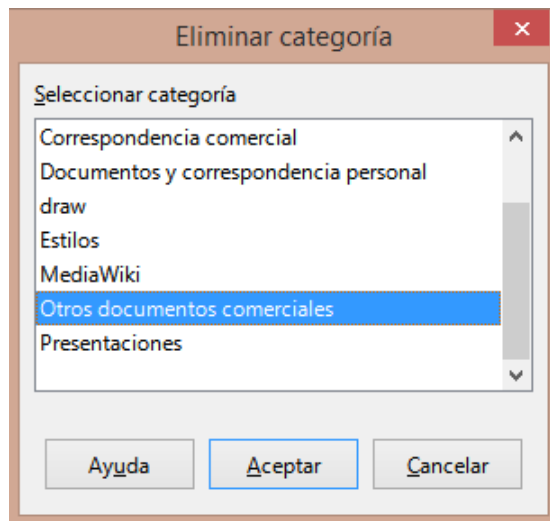 Eliminar categoría
Seleccionar categoría
Correspondencia comercial
Documentos y correspondencia personal
draw
Estilos
MediaWiki
Otros documentos comerciales
Presentaciones
Ayuda Aceptar Cancelar